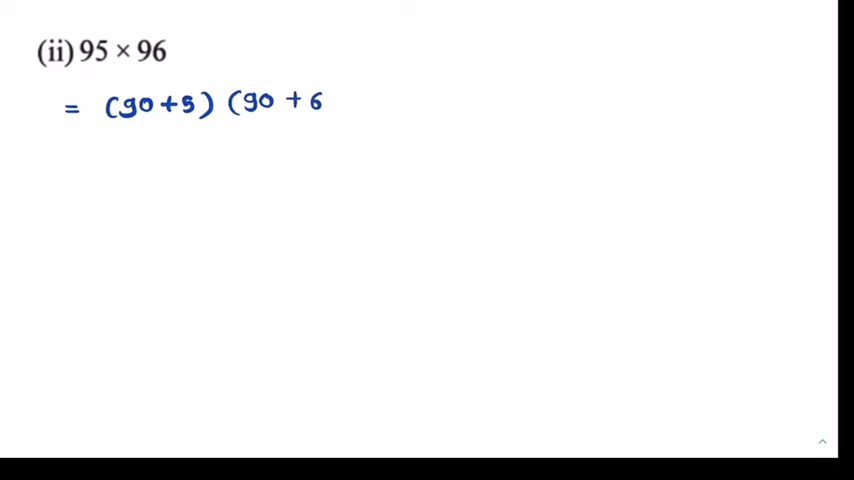 (ii) 95 × 96
= (90 + 5) (90 + 6